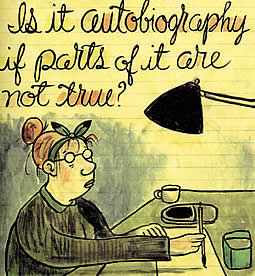 Is it autobiography
if parts of it are
not true?